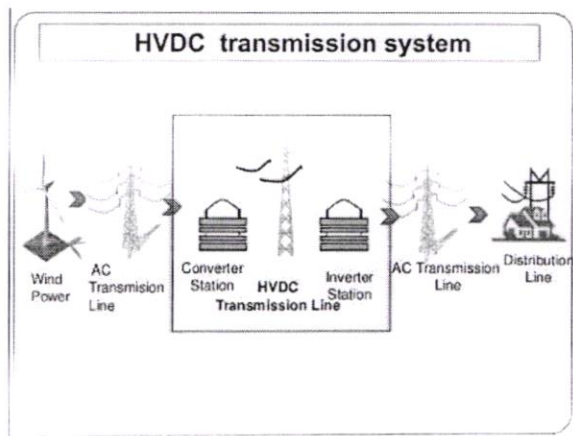 HVDC transmission system
Wind
Power
AC
Transmision
Line
Converter
Station
HVDC
Transmission Line
Inverter
Station
AC Transmission
Line
Distribution
Line